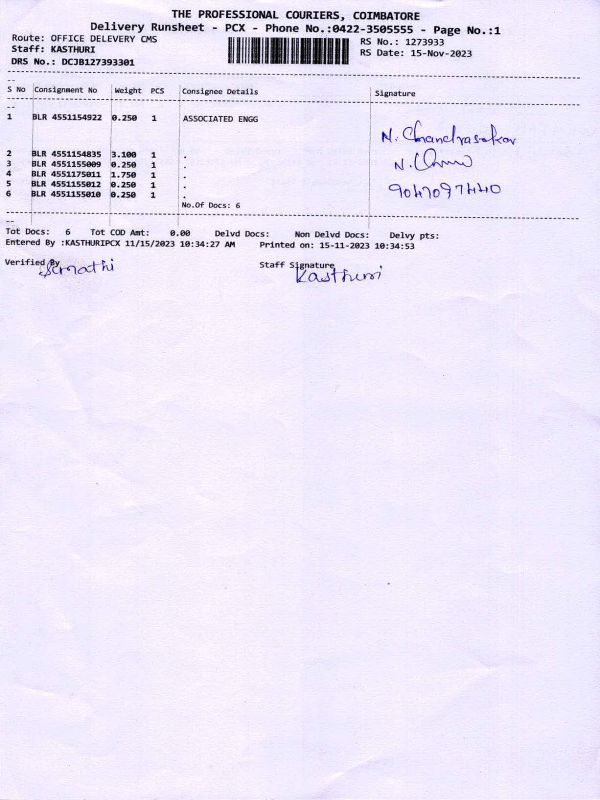 THE PROFESSIONAL COURIERS, COIMBATORE
Delivery Runsheet - PCX - Phone No.:0422-3505555 - Page No.:1
Route: OFFICE DELEVERY CMS
RS No.: 1273933
Staff: KASTHURI
RS Date: 15-Nov-2023
DRS No.: DCJB127393301
S No Consignment No Weight PCS Consignee Details Signature
1 BLR 4551154922 0.250 1 ASSOCIATED ENGG
N. Chandrasekar
2 BLR 4551154835 3.100 1 .
3 BLR 4551155009 0.250 1 .
4 BLR 4551175011 1.750 1 .
5 BLR 4551155012 0.250 1 .
6 BLR 4551155010 0.250 1 .
No.Of Docs: 6
Tot Docs: 6 Tot COD Amt: 0.00 Delvd Docs: Non Delvd Docs: Delvy pts:
Entered By :KASTHURIPCX 11/15/2023 10:34:27 AM Printed on: 15-11-2023 10:34:53
Verified By
Staff Signature
Kasthuri